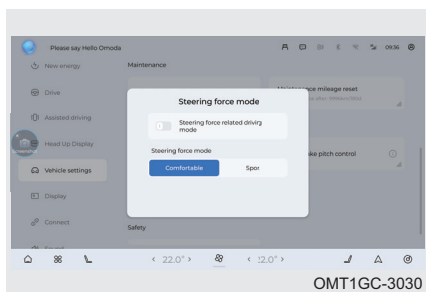 Please say Hello Omoda
09:36
New energy
Maintenance
Drive
Assisted driving
Head Up Display
Vehicle settings
Display
Connect
Steering force mode
Steering force related driving mode
Steering force mode
Comfortable
Spor
mileage reset
pitch control
Safety
22.0°
OMT1GC-3030